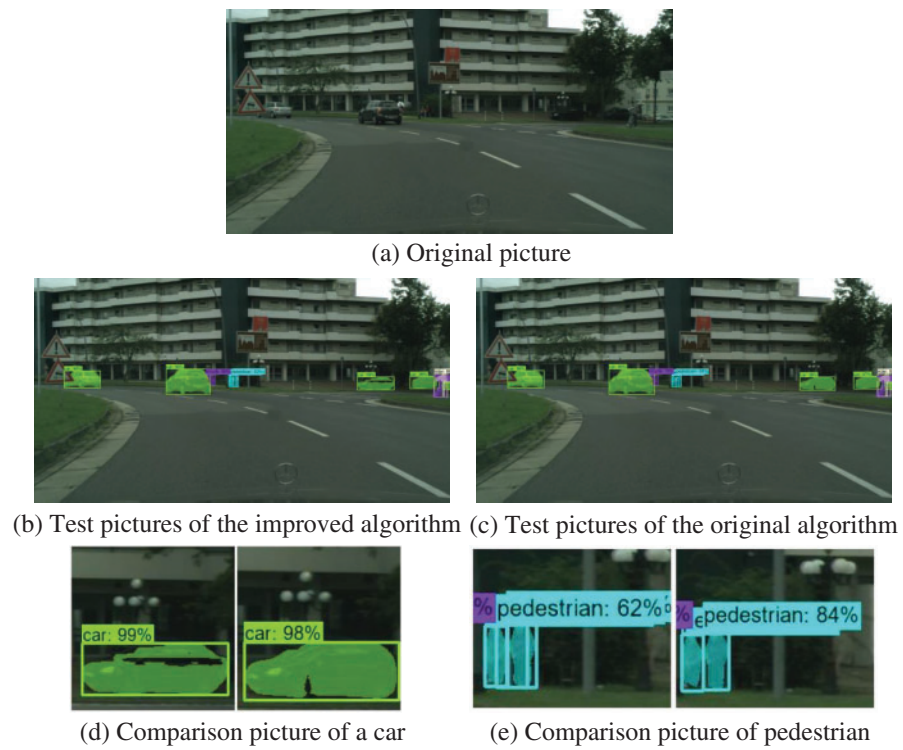 (a) Original picture
(b) Test pictures of the improved algorithm
(c) Test pictures of the original algorithm
car: 99%
car: 98%
% pedestrian: 62%
% pedestrian: 84%
(d) Comparison picture of a car
(e) Comparison picture of pedestrian